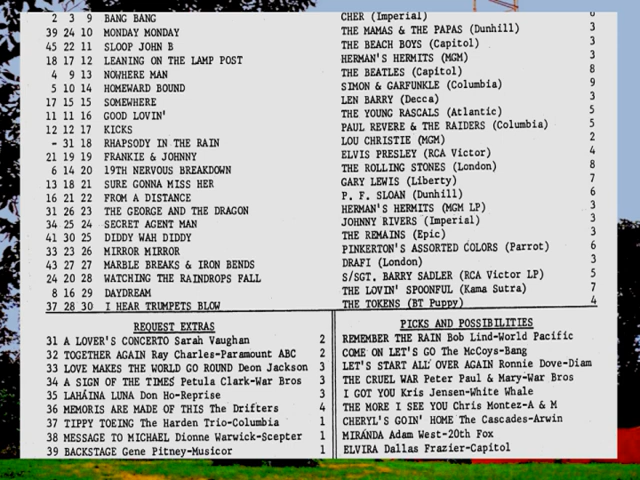 2 3 9 BANG BANG CHER (Imperial)
39 24 10 MONDAY MONDAY THE MAMAS & THE PAPAS (Dunhill) 3
45 22 11 SLOOP JOHN B THE BEACH BOYS (Capitol) 3
18 17 12 LEANING ON THE LAMP POST HERMAN'S HERMITS (MGM) 3
4 9 13 NOWHERE MAN THE BEATLES (Capitol) 8
5 10 14 HOMEWARD BOUND SIMON & GARFUNKLE (Columbia) 9
17 15 15 SOMEWHERE LEN BARRY (Decca) 3
11 11 16 GOOD LOVIN' THE YOUNG RASCALS (Atlantic) 5
12 12 17 KICKS PAUL REVERE & THE RAIDERS (Columbia) 5
- 31 18 RHAPSODY IN THE RAIN LOU CHRISTIE (MGM) 2
21 19 19 FRANKIE & JOHNNY ELVIS PRESLEY (RCA Victor) 4
6 14 20 19TH NERVOUS BREAKDOWN THE ROLLING STONES (London) 8
13 18 21 SURE GONNA MISS HER GARY LEWIS (Liberty) 7
16 21 22 FROM A DISTANCE P. F. SLOAN (Dunhill) 6
31 26 23 THE GEORGE AND THE DRAGON HERMAN'S HERMITS (MGM LP) 3
34 25 24 SECRET AGENT MAN JOHNNY RIVERS (Imperial) 3
41 30 25 DIDDY WAH DIDDY THE REMAINS (Epic) 3
33 23 26 MIRROR MIRROR PINKERTON'S ASSORTED COLORS (Parrot) 6
43 27 27 MARBLE BREAKS & IRON BENDS DRAFI (London) 3
24 20 28 WATCHING THE RAINDROPS FALL S/SGT. BARRY SADLER (RCA Victor LP) 5
8 16 29 DAYDREAM THE LOVIN' SPOONFUL (Kama Sutra) 7
37 28 30 I HEAR TRUMPETS BLOW THE TOKENS (BT Puppy) 4
REQUEST EXTRAS
31 A LOVER'S CONCERTO Sarah Vaughan 2
32 TOGETHER AGAIN Ray Charles-Paramount ABC 2
33 LOVE MAKES THE WORLD GO ROUND Deon Jackson 3
34 A SIGN OF THE TIMES Petula Clark-War Bros 3
35 LAHAINA LUNA Don Ho-Reprise 3
36 MEMORIS ARE MADE OF THIS The Drifters 4
37 TIPPY TOEING The Harden Trio-Columbia 1
38 MESSAGE TO MICHAEL Dionne Warwick-Scepter 1
39 BACKSTAGE Gene Pitney-Musicor 1
PICKS AND POSSIBILITIES
REMEMBER THE RAIN Bob Lind-World Pacific
COME ON LET'S GO The McCoys-Bang
LET'S START ALL OVER AGAIN Ronnie Dove-Diam
THE CRUEL WAR Peter Paul & Mary-War Bros
I GOT YOU Kris Jensen-White Whale
THE MORE I SEE YOU Chris Montez-A & M
CHERYL'S GOIN' HOME The Cascades-Arwin
MIRANDA Adam West-20th Fox
ELVIRA Dallas Frazier-Capitol